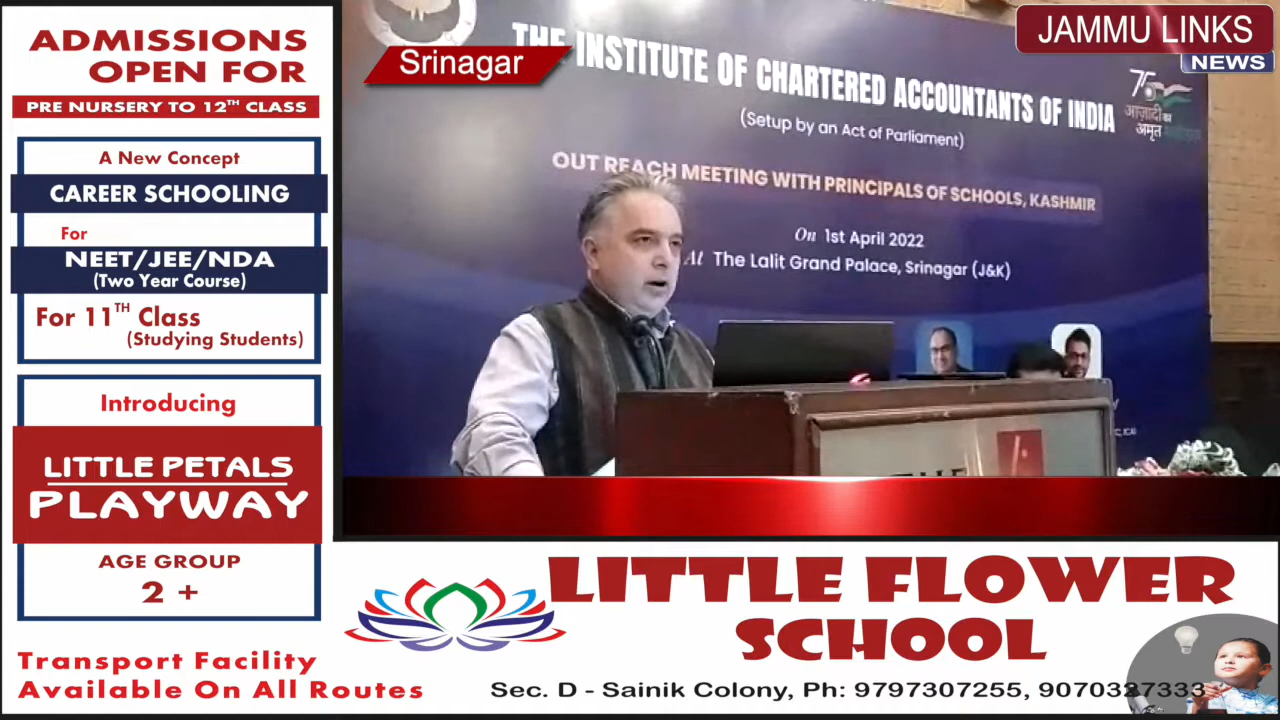 ADMISSIONS
OPEN FOR
PRE NURSERY TO 12TH CLASS
A New Concept
CAREER SCHOOLING
For
NEET/JEE/NDA
(Two Year Course)
For 11TH Class
(Studying Students)
Introducing
LITTLE PETALS
PLAYWAY
AGE GROUP
2 +
Transport Facility
Available On All Routes
Srinagar
JAMMU LINKS
NEWS
THE INSTITUTE OF CHARTERED ACCOUNTANTS OF INDIA
(Setup by an Act of Parliament)
75
आज़ादी का
अमृत
OUT REACH MEETING WITH PRINCIPALS OF SCHOOLS, KASHMIR
On 1st April 2022
At The Lalit Grand Palace, Srinagar (J&K)
LITTLE FLOWER
SCHOOL
Sec. D - Sainik Colony, Ph: 9797307255, 9070327333